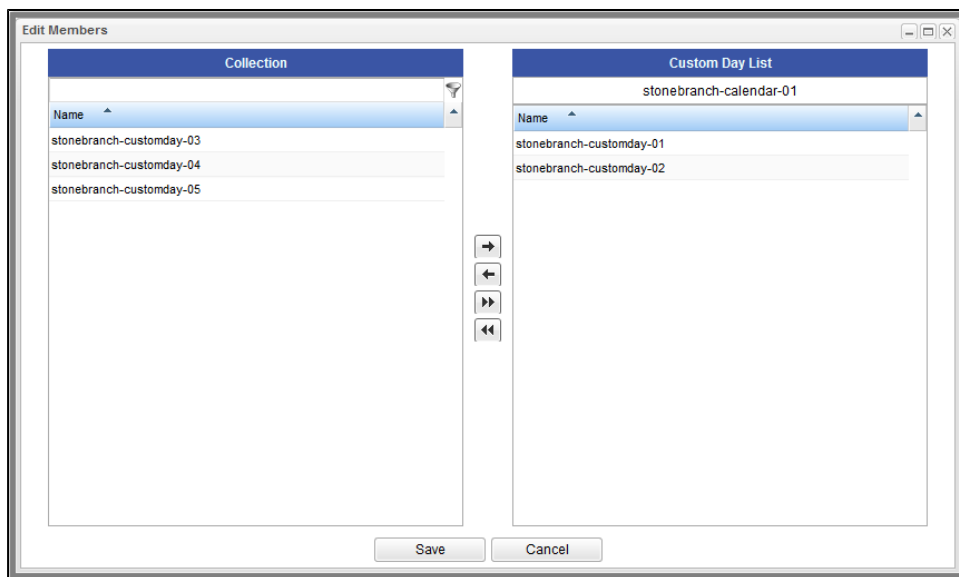 Edit Members
Collection
Name
stonebranch-customday-03
stonebranch-customday-04
stonebranch-customday-05
Custom Day List
stonebranch-calendar-01
Name
stonebranch-customday-01
stonebranch-customday-02
Save
Cancel